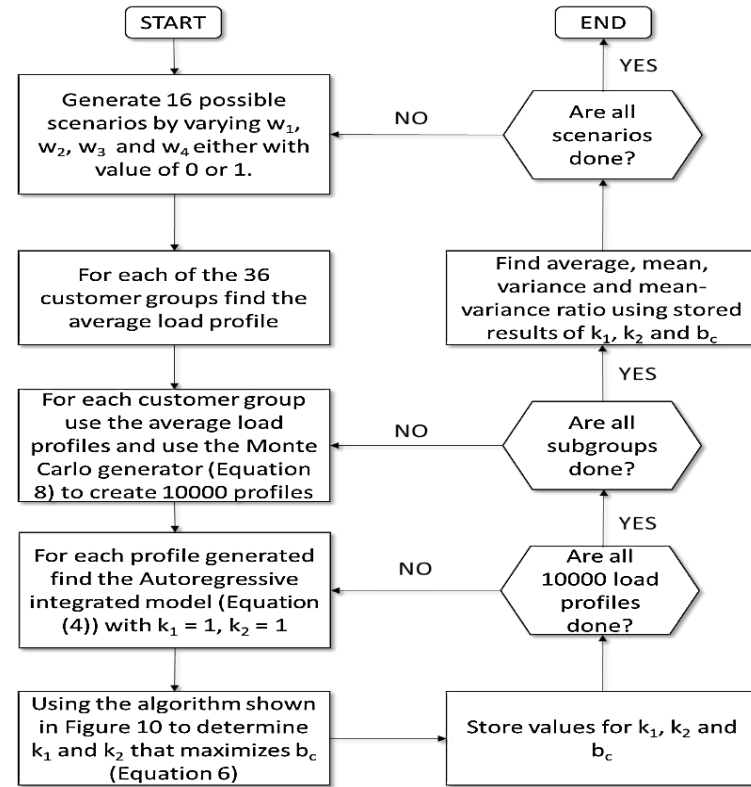 START
Generate 16 possible
scenarios by varying w₁,
w₂, w₃ and w₄ either with
value of 0 or 1.
For each of the 36
customer groups find the
average load profile
For each customer group
use the average load
profiles and use the Monte
Carlo generator (Equation
8) to create 10000 profiles
For each profile generated
find the Autoregressive
integrated model (Equation
(4)) with k₁ = 1, k₂ = 1
Using the algorithm shown
in Figure 10 to determine
k₁ and k₂ that maximizes b꜀
(Equation 6)
Store values for k₁, k₂ and
b꜀
Are all
10000 load
profiles
done?
NO
YES
Are all
subgroups
done?
NO
YES
Find average, mean,
variance and mean-
variance ratio using stored
results of k₁, k₂ and b꜀
Are all
scenarios
done?
NO
YES
END